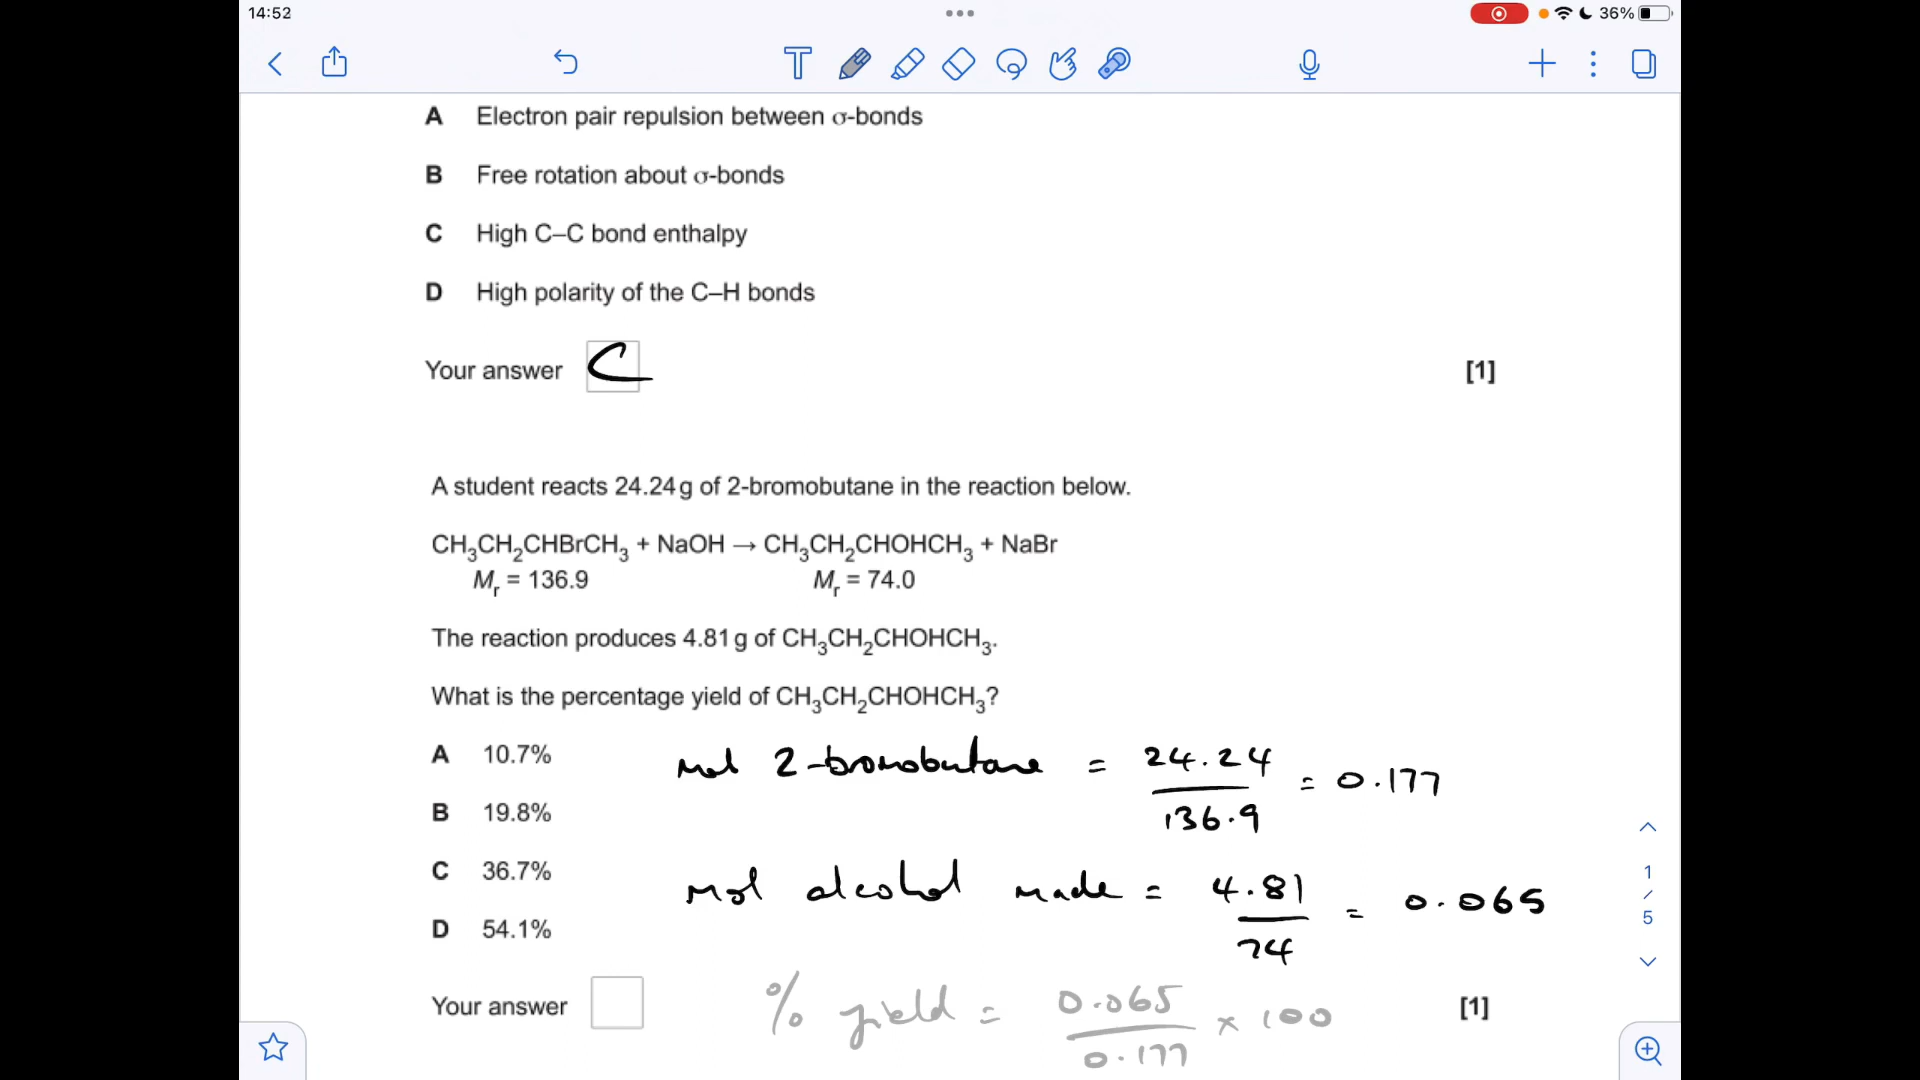 14:52
36%
A Electron pair repulsion between σ-bonds
B Free rotation about σ-bonds
C High C–C bond enthalpy
D High polarity of the C–H bonds
Your answer C [1]
A student reacts 24.24 g of 2-bromobutane in the reaction below.
CH₃CH₂CHBrCH₃ + NaOH → CH₃CH₂CHOHCH₃ + NaBr
Mᵣ = 136.9 Mᵣ = 74.0
The reaction produces 4.81 g of CH₃CH₂CHOHCH₃.
What is the percentage yield of CH₃CH₂CHOHCH₃?
A 10.7%
B 19.8%
C 36.7%
D 54.1%
mol 2-bromobutane = 24.24 / 136.9 = 0.177
mol alcohol made = 4.81 / 74 = 0.065
1 / 5
Your answer [1]
% yield = 0.065 / 0.177 × 100